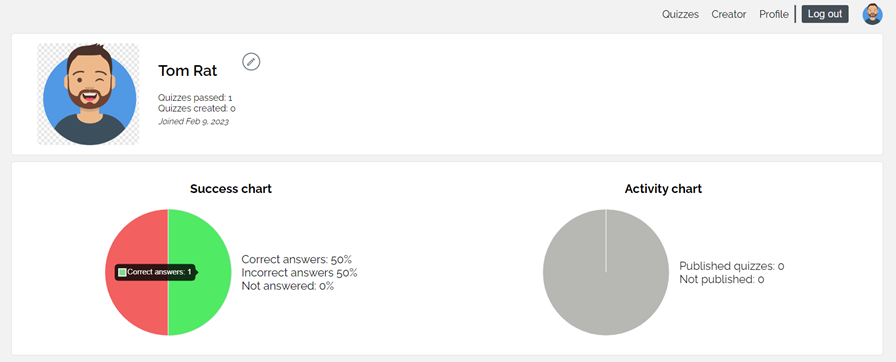 Quizzes Creator Profile Log out
Tom Rat
Quizzes passed: 1
Quizzes created: 0
Joined Feb 9, 2023
Success chart
Correct answers: 1
Correct answers: 50%
Incorrect answers 50%
Not answered: 0%
Activity chart
Published quizzes: 0
Not published: 0